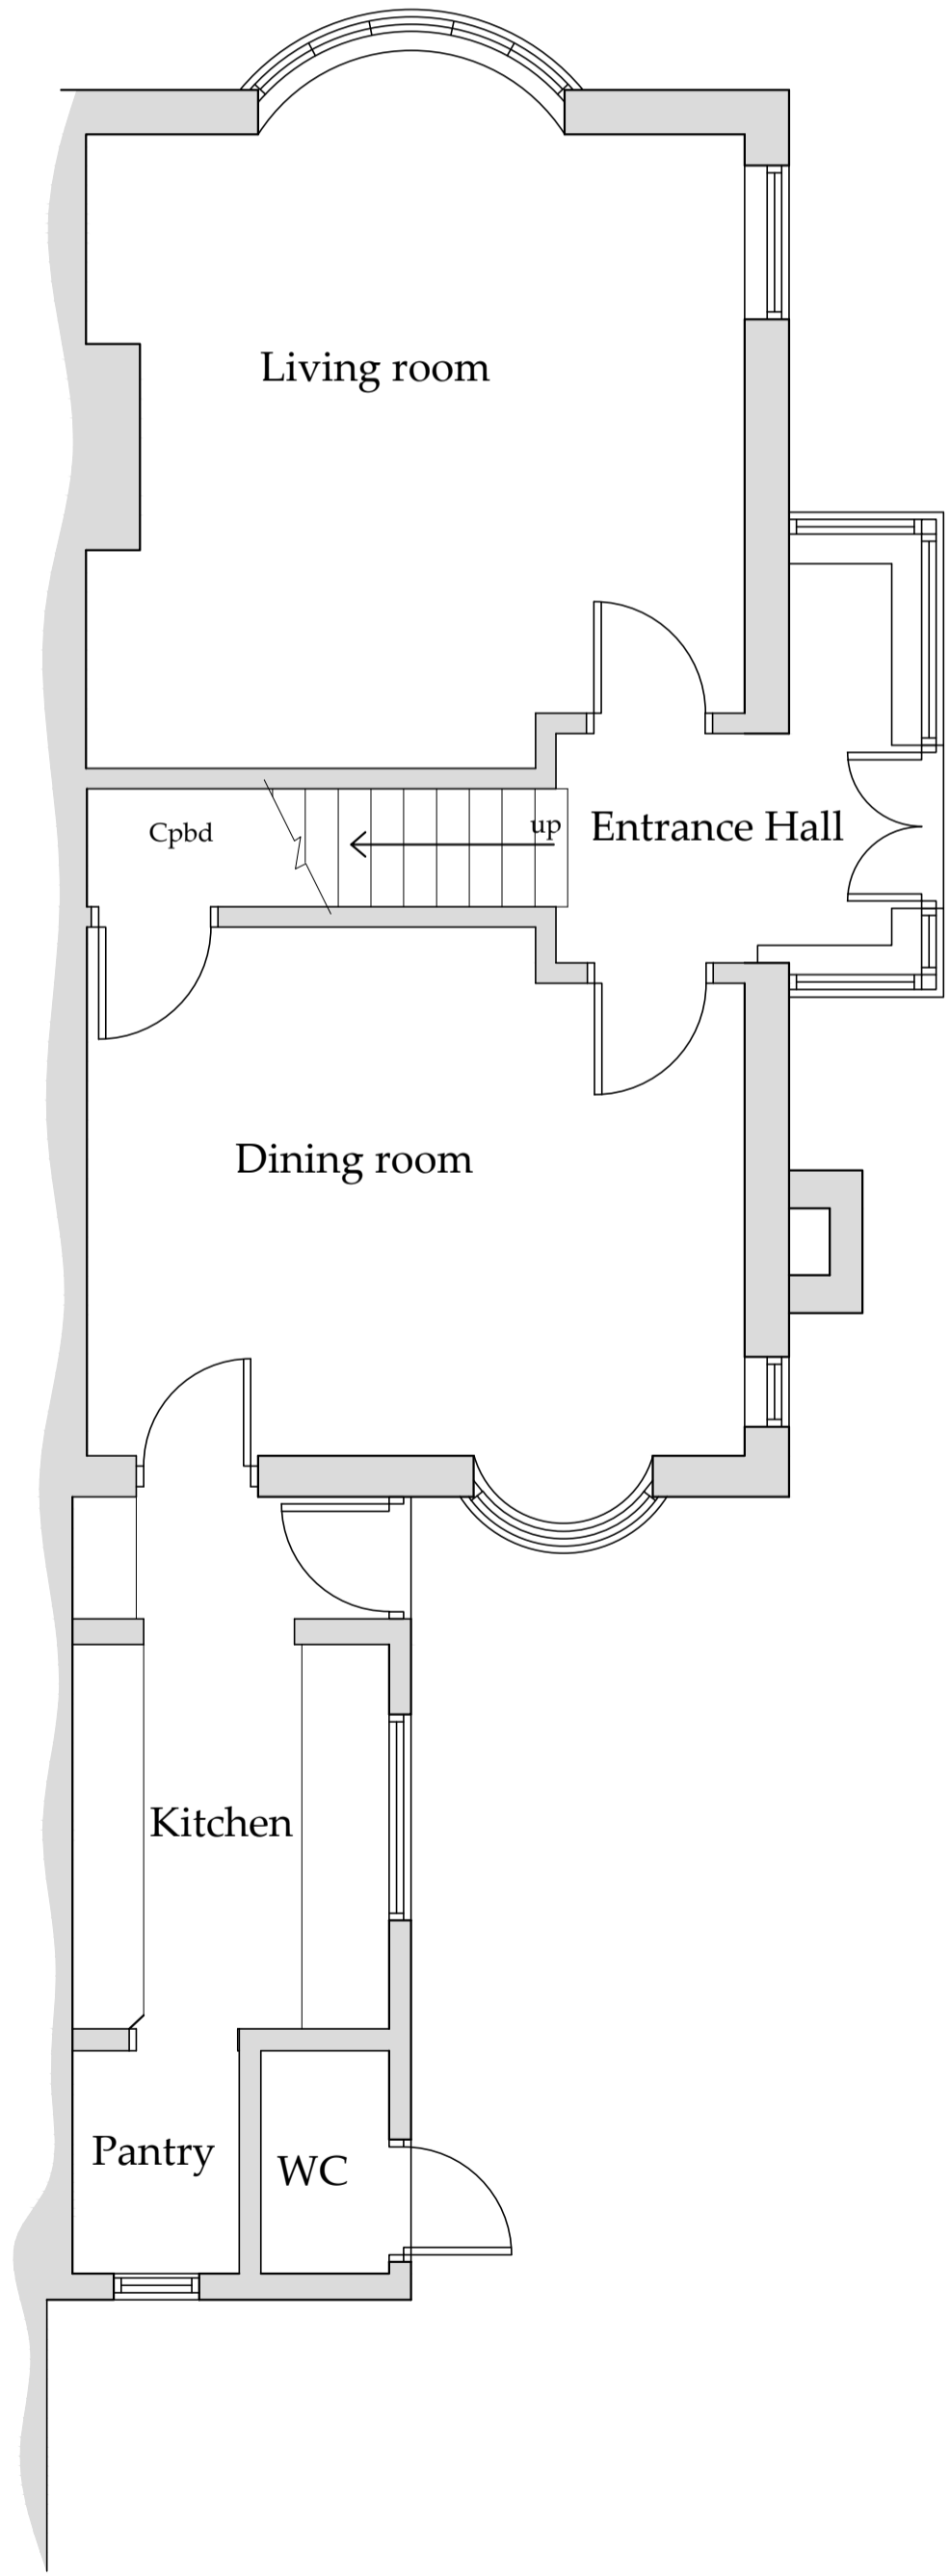 Living room
Cpbd
up
Entrance Hall
Dining room
Kitchen
Pantry
WC